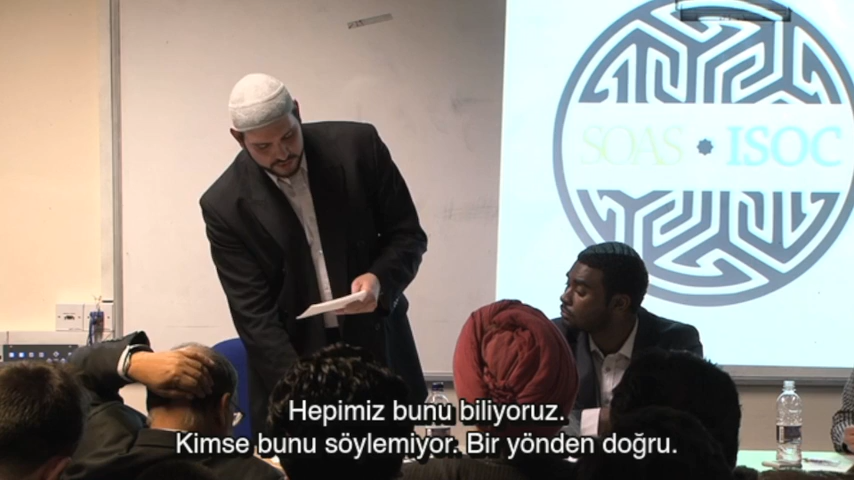 SOAS ISOC
Hepimiz bunu biliyoruz.
Kimse bunu söylemiyor. Bir yönden doğru.